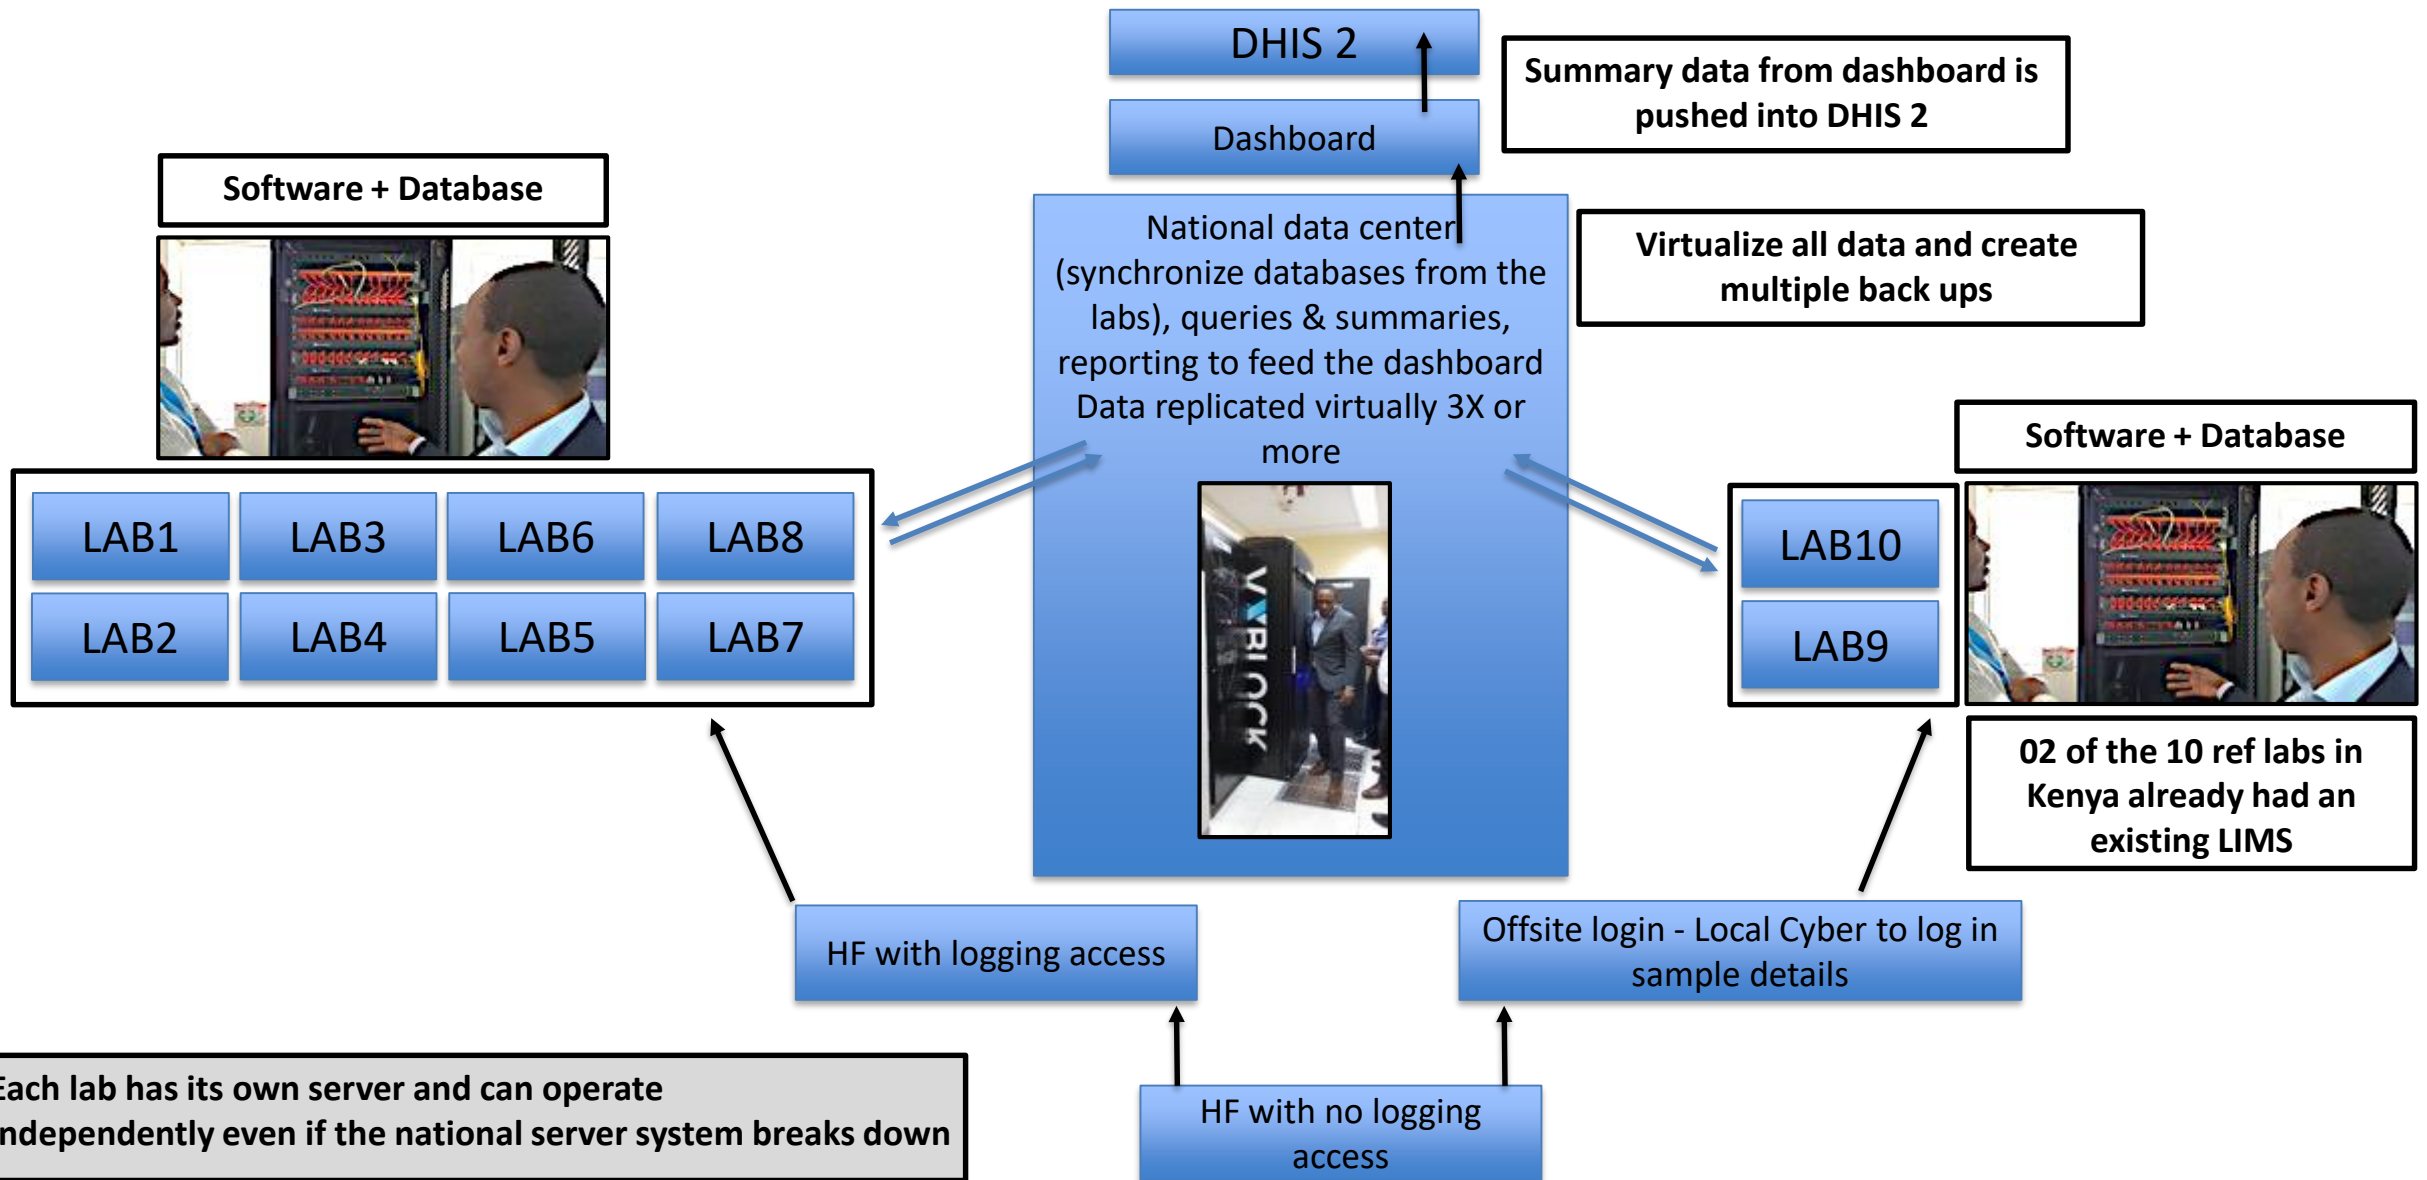 DHIS 2
Summary data from dashboard is
pushed into DHIS 2
Dashboard
Software + Database
National data center
(synchronize databases from the
labs), queries & summaries,
reporting to feed the dashboard
Data replicated virtually 3X or
more
Virtualize all data and create
multiple back ups
Software + Database
LAB1
LAB3
LAB6
LAB8
LAB2
LAB4
LAB5
LAB7
LAB10
LAB9
VXBLOCK
02 of the 10 ref labs in
Kenya already had an
existing LIMS
HF with logging access
Offsite login - Local Cyber to log in
sample details
Each lab has its own server and can operate
independently even if the national server system breaks down
HF with no logging
access